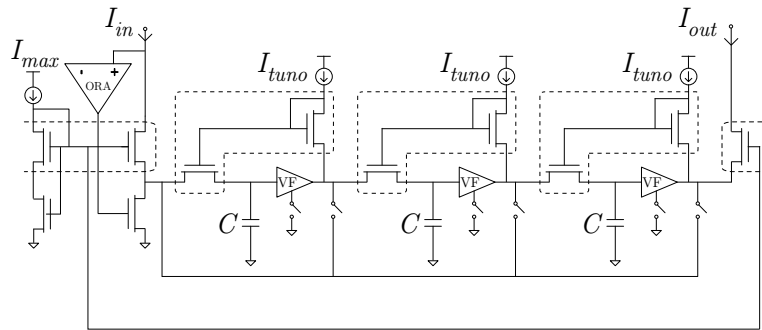 I_in
I_out
I_max
- +
ORA
I_tuno I_tuno I_tuno
VF VF VF
C C C